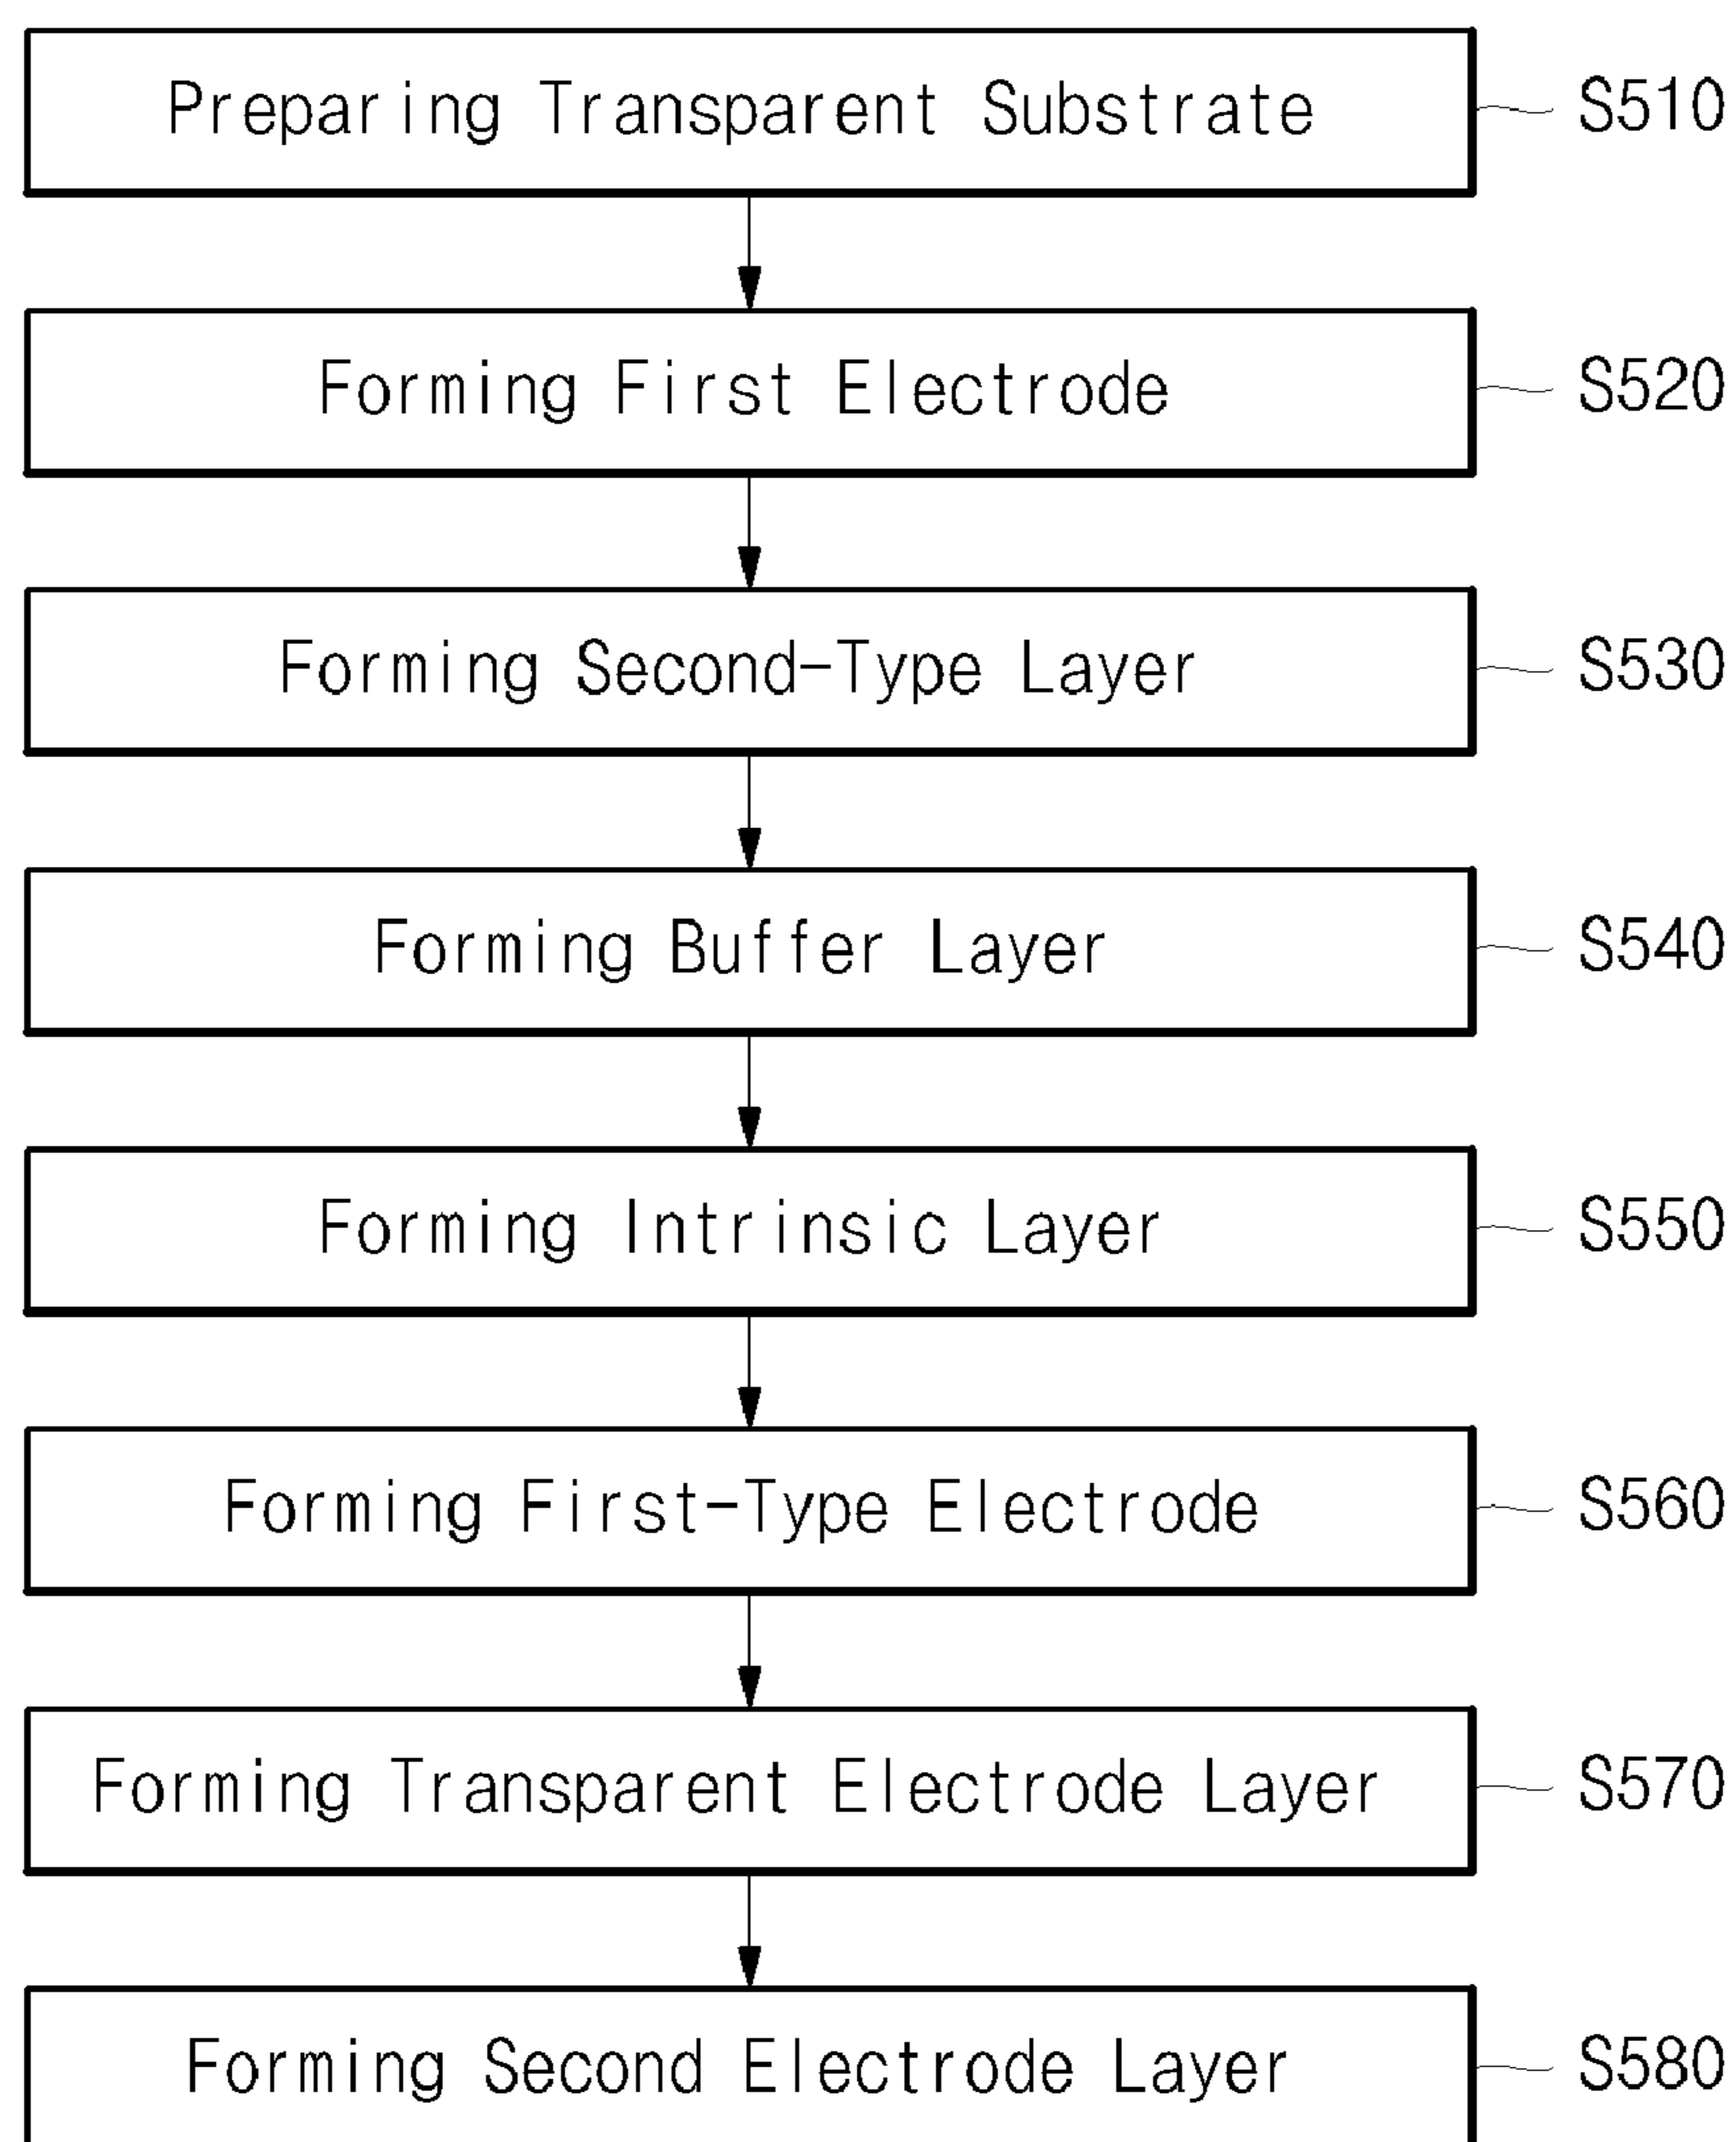 Preparing Transparent Substrate S510
Forming First Electrode S520
Forming Second-Type Layer S530
Forming Buffer Layer S540
Forming Intrinsic Layer S550
Forming First-Type Electrode S560
Forming Transparent Electrode Layer S570
Forming Second Electrode Layer S580